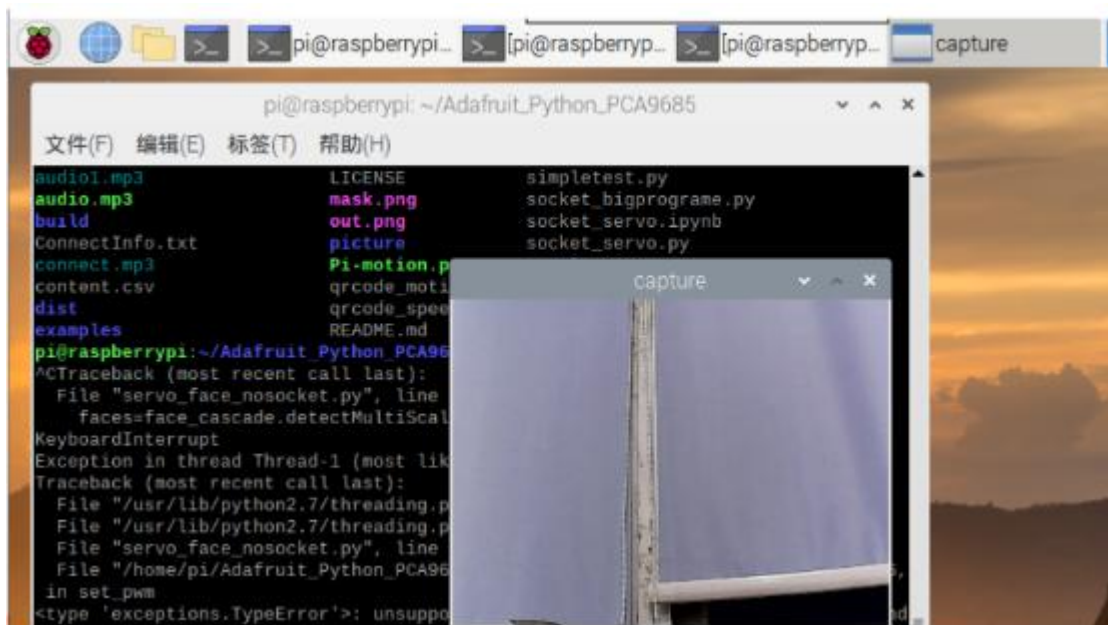 pi@raspberrypi... [pi@raspberryp... [pi@raspberryp... capture
pi@raspberrypi: ~/Adafruit_Python_PCA9685
文件(F) 编辑(E) 标签(T) 帮助(H)
audio1.mp3 LICENSE simpletest.py
audio.mp3 mask.png socket_bigprograme.py
build out.png socket_servo.ipynb
ConnectInfo.txt picture socket_servo.py
connect.mp3 Pi-motion.p
capture
content.csv qrcode_moti
dist qrcode_spee
examples README.md
pi@raspberrypi:~/Adafruit_Python_PCA96
^CTraceback (most recent call last):
File "servo_face_nosocket.py", line
faces=face_cascade.detectMultiScal
KeyboardInterrupt
Exception in thread Thread-1 (most lik
Traceback (most recent call last):
File "/usr/lib/python2.7/threading.p
File "/usr/lib/python2.7/threading.p
File "servo_face_nosocket.py", line
File "/home/pi/Adafruit_Python_PCA96
in set_pwm
<type 'exceptions.TypeError'>: unsuppo